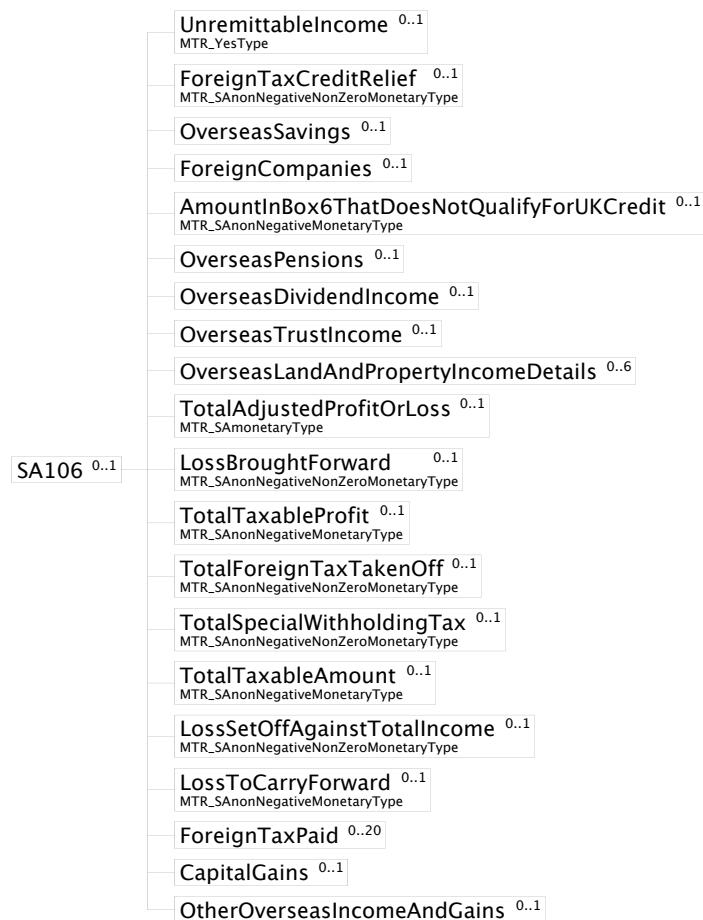 UnremittableIncome 0..1
MTR_YesType
ForeignTaxCreditRelief 0..1
MTR_SAnonNegativeNonZeroMonetaryType
OverseasSavings 0..1
ForeignCompanies 0..1
AmountInBox6ThatDoesNotQualifyForUKCredit 0..1
MTR_SAnonNegativeMonetaryType
OverseasPensions 0..1
OverseasDividendIncome 0..1
OverseasTrustIncome 0..1
OverseasLandAndPropertyIncomeDetails 0..6
TotalAdjustedProfitOrLoss 0..1
MTR_SAmonetaryType
SA106 0..1
LossBroughtForward 0..1
MTR_SAnonNegativeNonZeroMonetaryType
TotalTaxableProfit 0..1
MTR_SAnonNegativeMonetaryType
TotalForeignTaxTakenOff 0..1
MTR_SAnonNegativeNonZeroMonetaryType
TotalSpecialWithholdingTax 0..1
MTR_SAnonNegativeNonZeroMonetaryType
TotalTaxableAmount 0..1
MTR_SAnonNegativeMonetaryType
LossSetOffAgainstTotalIncome 0..1
MTR_SAnonNegativeNonZeroMonetaryType
LossToCarryForward 0..1
MTR_SAnonNegativeMonetaryType
ForeignTaxPaid 0..20
CapitalGains 0..1
OtherOverseasIncomeAndGains 0..1